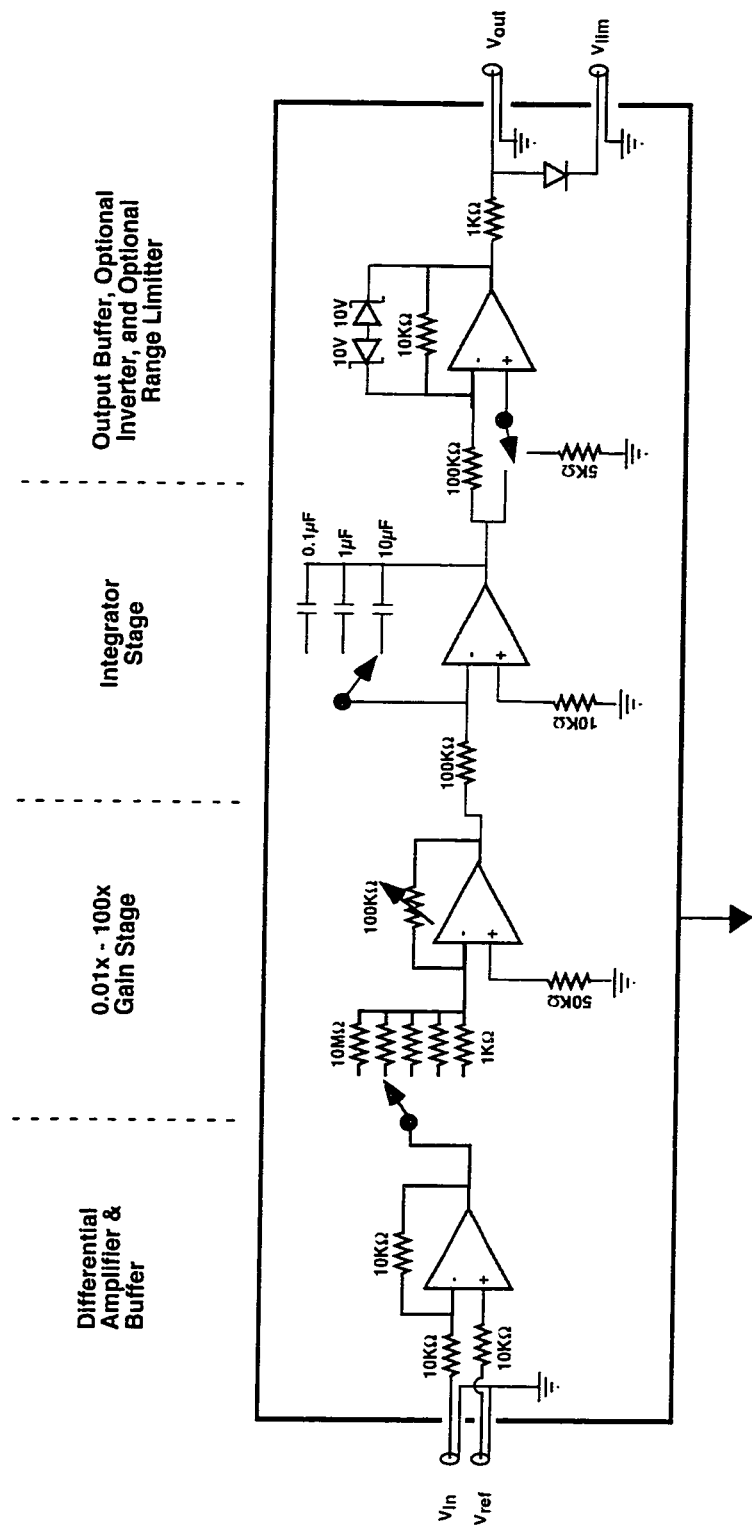 Differential
Amplifier &
Buffer
0.01x - 100x
Gain Stage
Integrator
Stage
Output Buffer, Optional
Inverter, and Optional
Range Limitter
Vin
Vref
10KΩ
10KΩ
10KΩ
-
+
10MΩ
1KΩ
100KΩ
-
+
50KΩ
100KΩ
0.1µF
1µF
10µF
-
+
10KΩ
100KΩ
10V 10V
10KΩ
-
+
5KΩ
1KΩ
Vout
Vlim